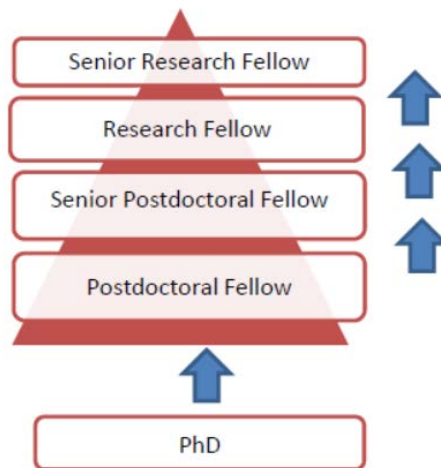 Senior Research Fellow
Research Fellow
Senior Postdoctoral Fellow
Postdoctoral Fellow
PhD